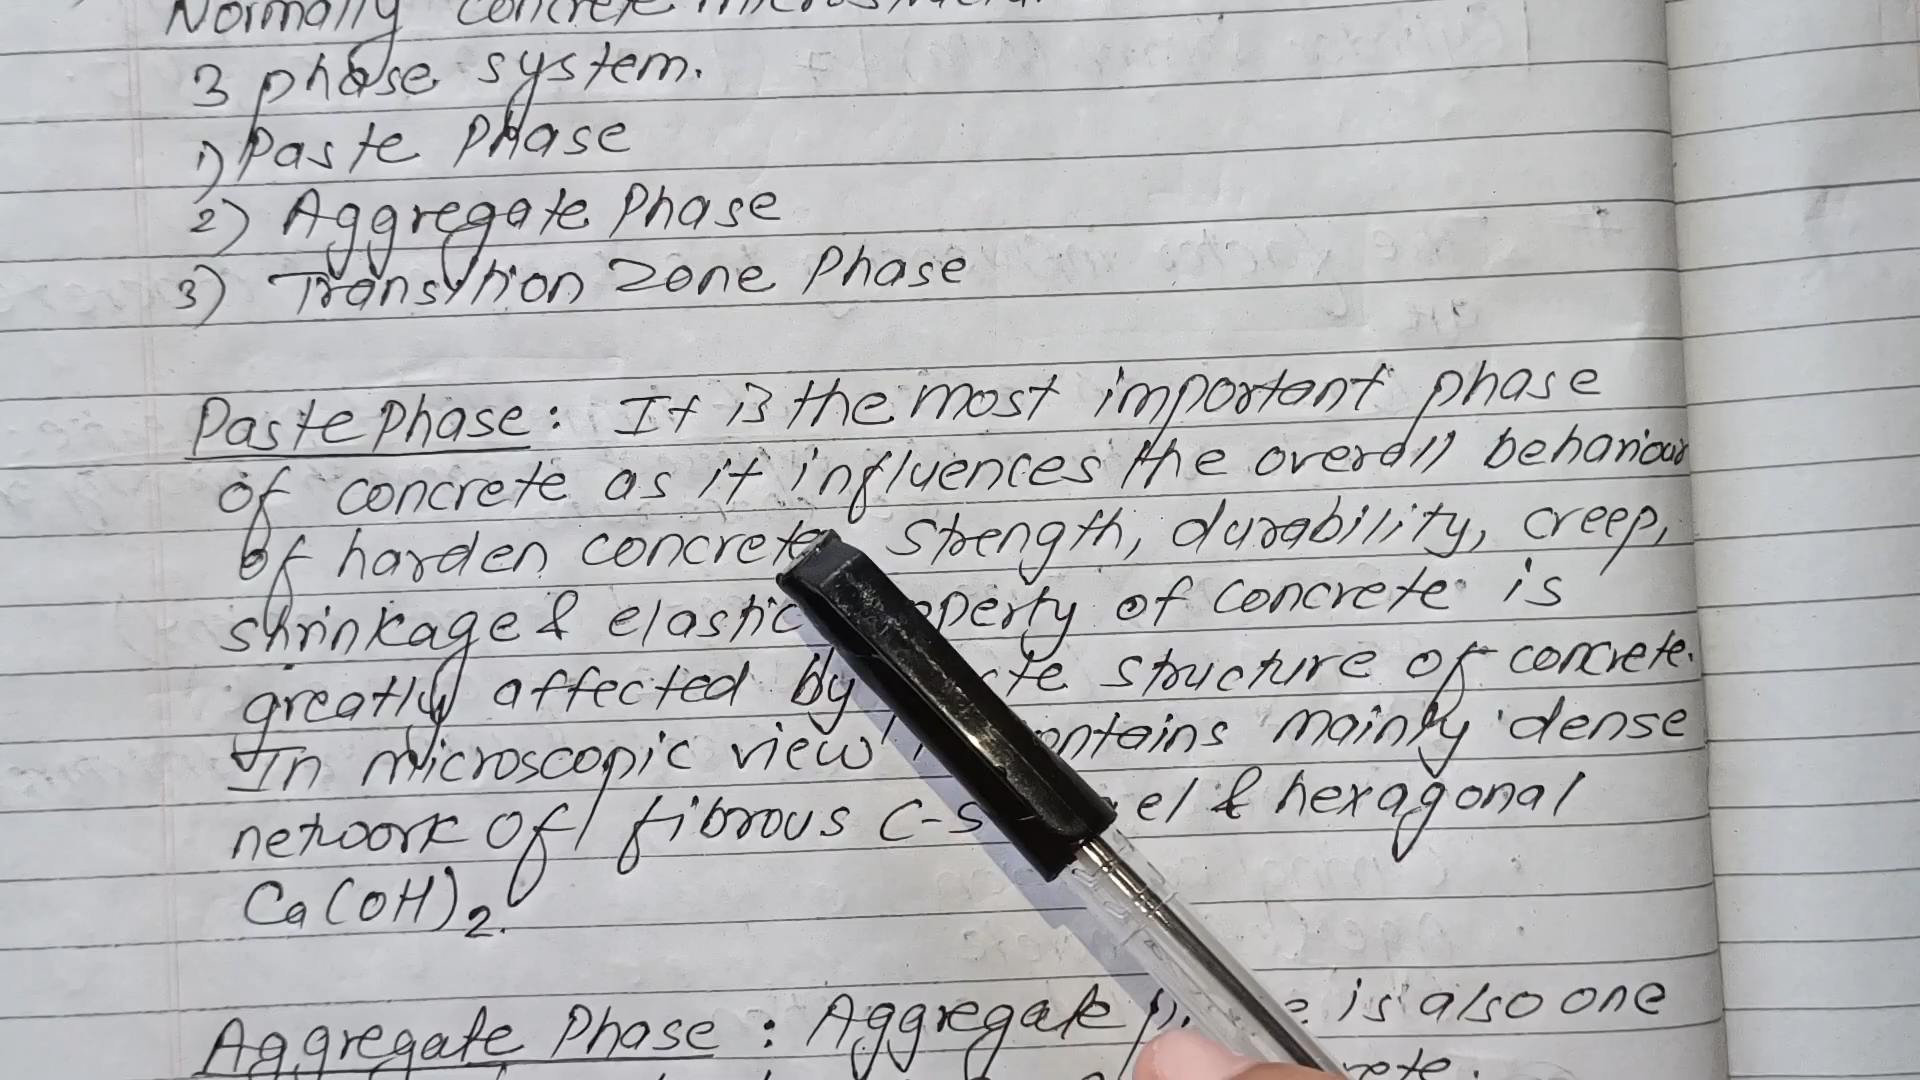 Normally concrete
3 phase system.
1) Paste Phase
2) Aggregate Phase
3) Transition Zone Phase
Paste Phase: It is the most important phase
of concrete as it influences the overall behaviour
of harden concrete strength, durability, creep,
shrinkage & elastic of concrete is
greatly affected by structure of concrete.
In microscopic view mainly dense
network of fibrous C-S & hexagonal
Ca(OH)2.
Aggregate Phase: Aggregate is also one